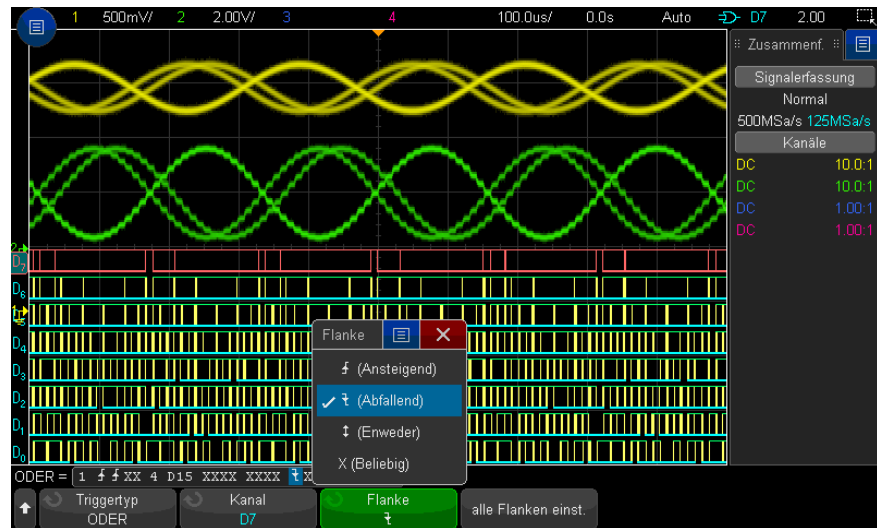 1 500mV/ 2 2.00V/ 3 4 100.0us/ 0.0s Auto D7 2.00
Zusammenf.
Signalerfassung
Normal
500MSa/s 125MSa/s
Kanäle
DC 10.0:1
DC 10.0:1
DC 1.00:1
DC 1.00:1
2
D7
D6
D4
D3
D2
D1
D0
Flanke
(Ansteigend)
(Abfallend)
(Enweder)
X (Beliebig)
ODER = 1 XX 4 D15 XXXX XXXX
Triggertyp
ODER
Kanal
D7
Flanke
alle Flanken einst.